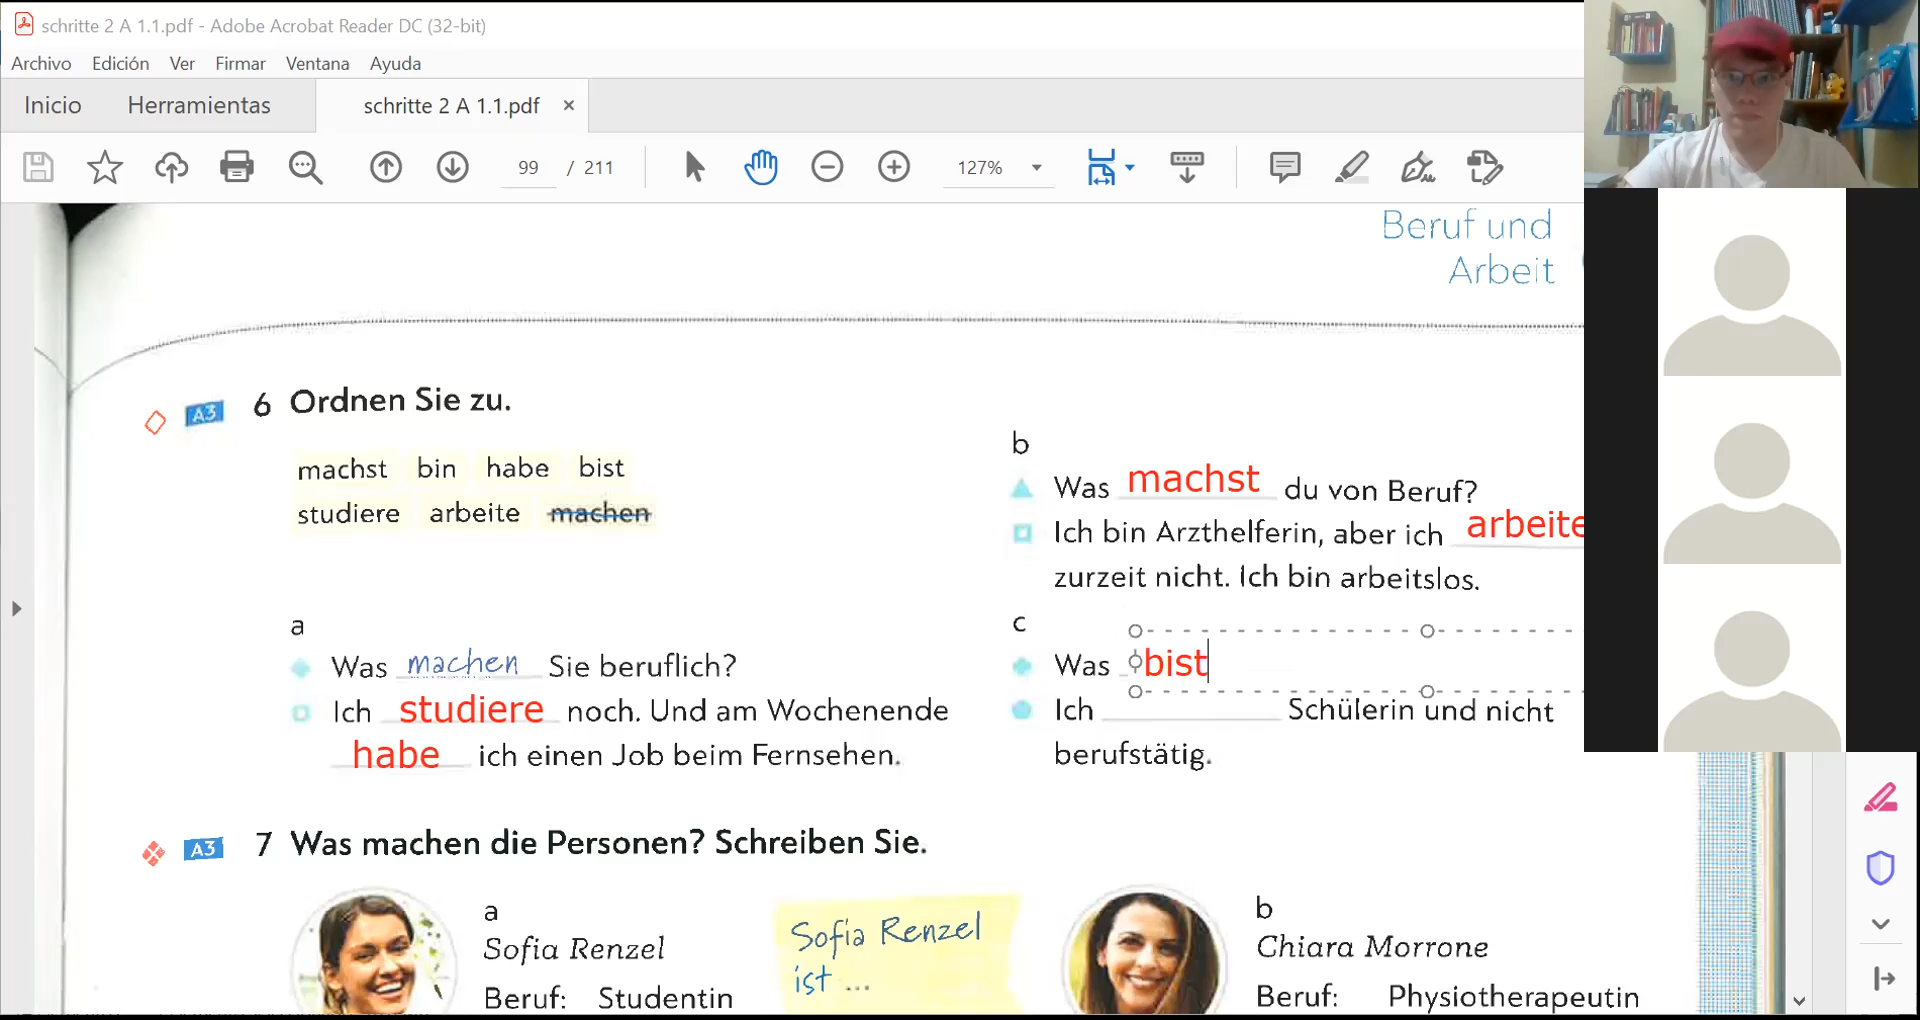 schritte 2 A 1.1.pdf - Adobe Acrobat Reader DC (32-bit)
Archivo Edición Ver Firmar Ventana Ayuda
Inicio Herramientas schritte 2 A 1.1.pdf ×
99 / 211 127%
Beruf und
Arbeit
A3 6 Ordnen Sie zu.
machst bin habe bist
studiere arbeite machen
a
Was machen Sie beruflich?
Ich studiere noch. Und am Wochenende
habe ich einen Job beim Fernsehen.
b
Was machst du von Beruf?
Ich bin Arzthelferin, aber ich arbeite
zurzeit nicht. Ich bin arbeitslos.
c
Was bist
Ich Schülerin und nicht
berufstätig.
A3 7 Was machen die Personen? Schreiben Sie.
a
Sofia Renzel
Beruf: Studentin
Sofia Renzel
ist ...
b
Chiara Morrone
Beruf: Physiotherapeutin